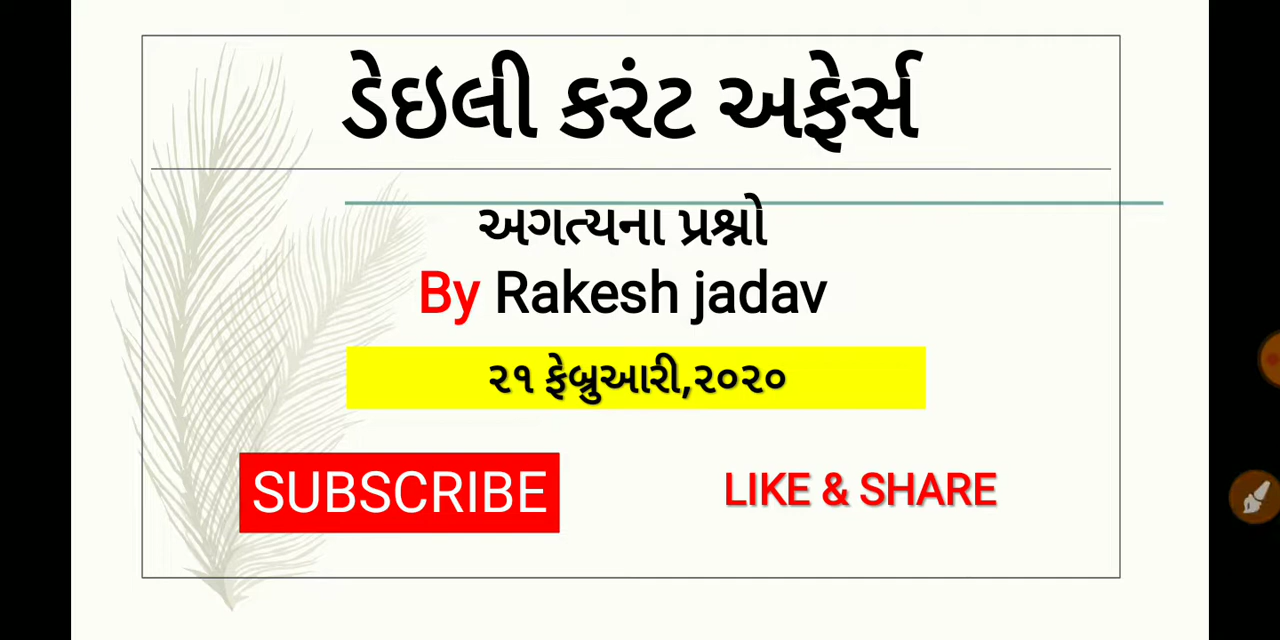 ડેઇલી કરંટ અફેર્સ
અગત્યના પ્રશ્નો
By Rakesh jadav
૨૧ ફેબ્રુઆરી,૨૦૨૦
SUBSCRIBE
LIKE & SHARE